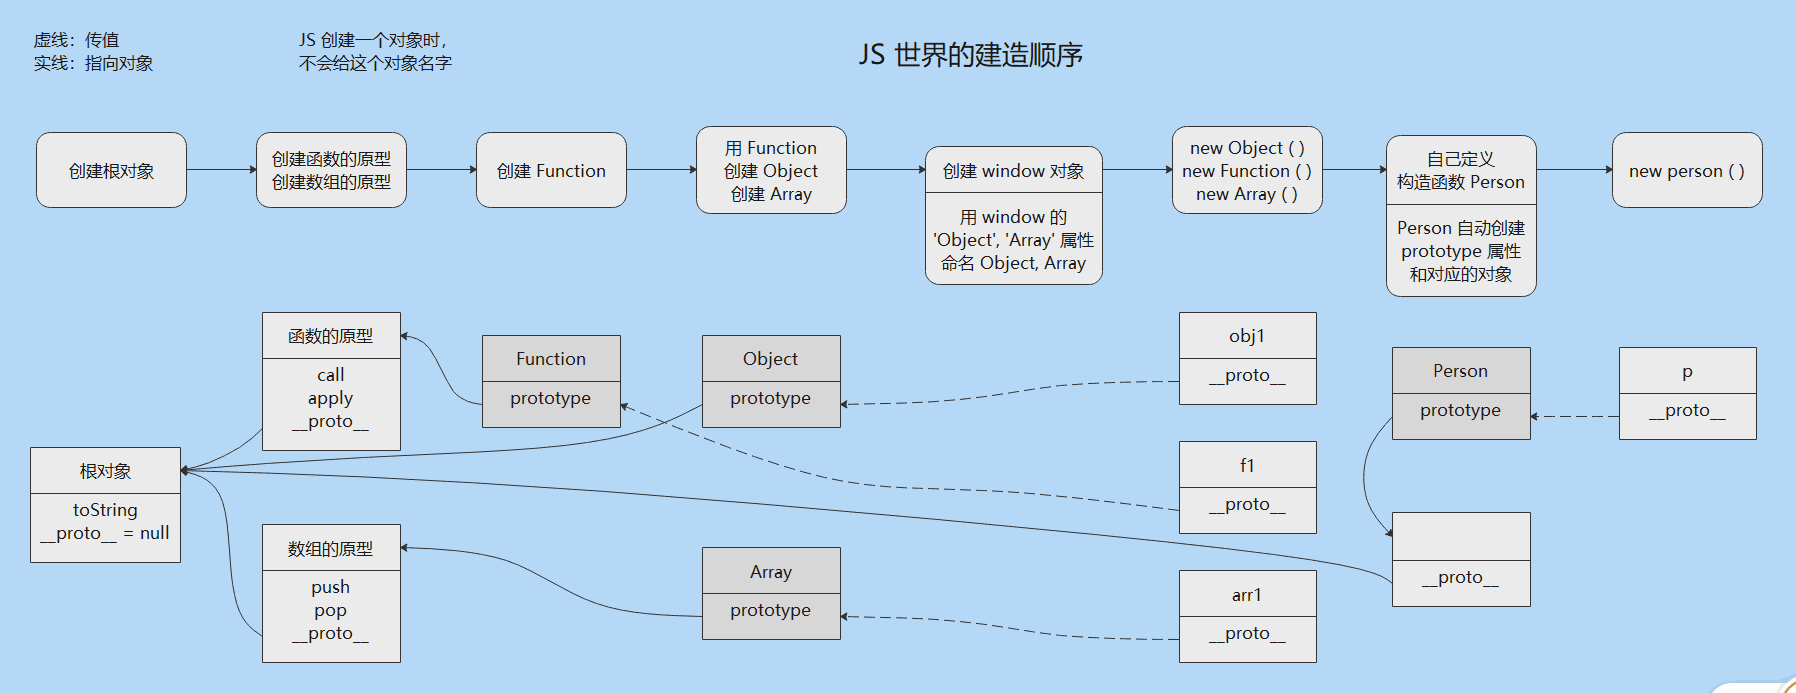 虚线：传值
实线：指向对象
JS 创建一个对象时，
不会给这个对象名字
JS 世界的建造顺序
创建根对象
创建函数的原型
创建数组的原型
创建 Function
用 Function
创建 Object
创建 Array
创建 window 对象
用 window 的
'Object', 'Array' 属性
命名 Object, Array
new Object ( )
new Function ( )
new Array ( )
自己定义
构造函数 Person
Person 自动创建
prototype 属性
和对应的对象
new person ( )
根对象
toString
__proto__ = null
函数的原型
call
apply
__proto__
数组的原型
push
pop
__proto__
Function
prototype
Object
prototype
Array
prototype
obj1
__proto__
f1
__proto__
arr1
__proto__
Person
prototype
__proto__
p
__proto__